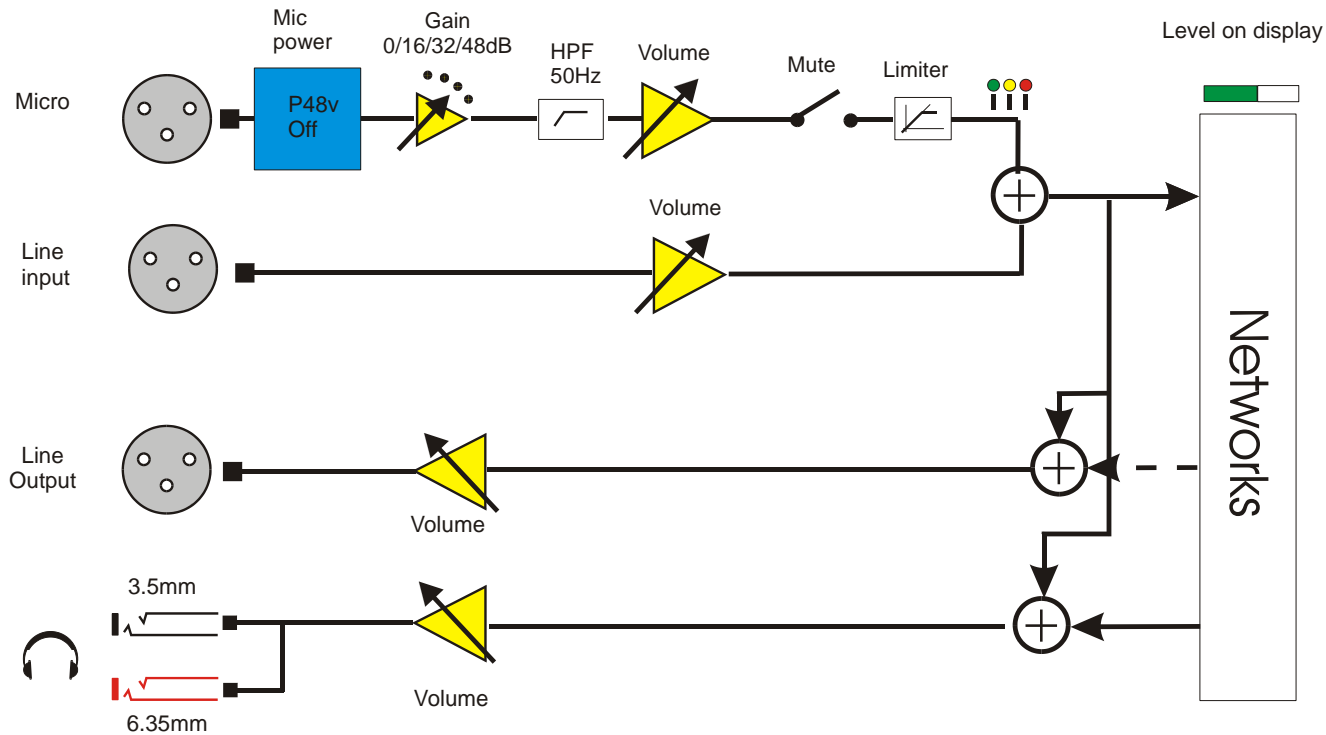 Mic
power
Gain
0/16/32/48dB
HPF
50Hz
Volume
Mute
Limiter
Level on display
Micro
P48v
Off
Line
input
Volume
Networks
Line
Output
Volume
3.5mm
6.35mm
Volume